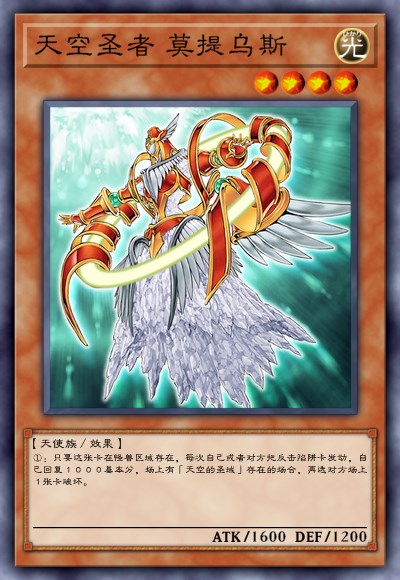 天空圣者 莫提乌斯
光
【天使族／效果】
①：只要这张卡在怪兽区域存在，每次自己或者对方把反击陷阱卡发动，自
己回复１０００基本分，场上有「天空的圣域」存在的场合，再选对方场上
１张卡破坏。
ATK/1600 DEF/1200